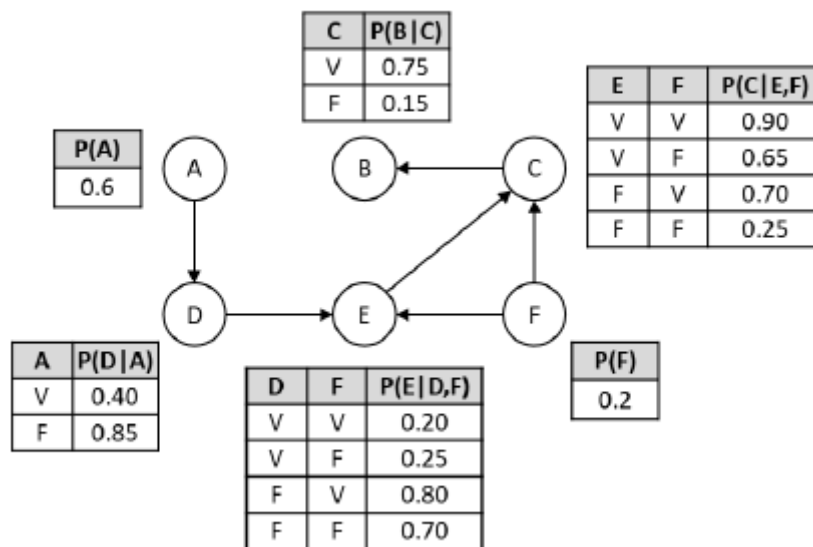 C P(B|C)
V 0.75
F 0.15
E F P(C|E,F)
V V 0.90
V F 0.65
F V 0.70
F F 0.25
P(A)
0.6
A
B
C
D
E
F
A P(D|A)
V 0.40
F 0.85
D F P(E|D,F)
V V 0.20
V F 0.25
F V 0.80
F F 0.70
P(F)
0.2